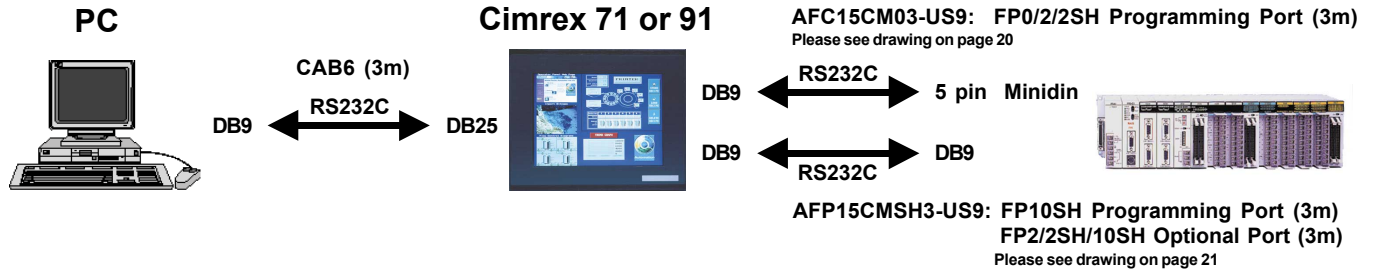 PC
Cimrex 71 or 91
AFC15CM03-US9: FP0/2/2SH Programming Port (3m)
Please see drawing on page 20
CAB6 (3m)
RS232C
DB9
DB25
DB9
RS232C
5 pin Minidin
DB9
RS232C
DB9
AFP15CMSH3-US9: FP10SH Programming Port (3m)
FP2/2SH/10SH Optional Port (3m)
Please see drawing on page 21